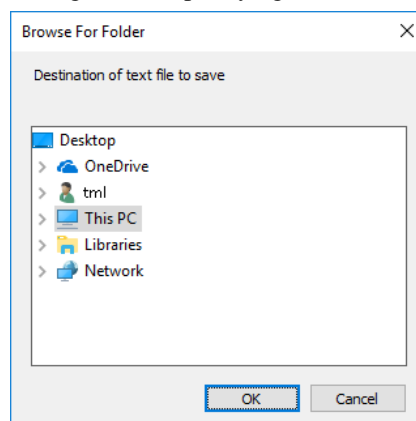 Browse For Folder
Destination of text file to save
Desktop
OneDrive
tml
This PC
Libraries
Network
OK Cancel